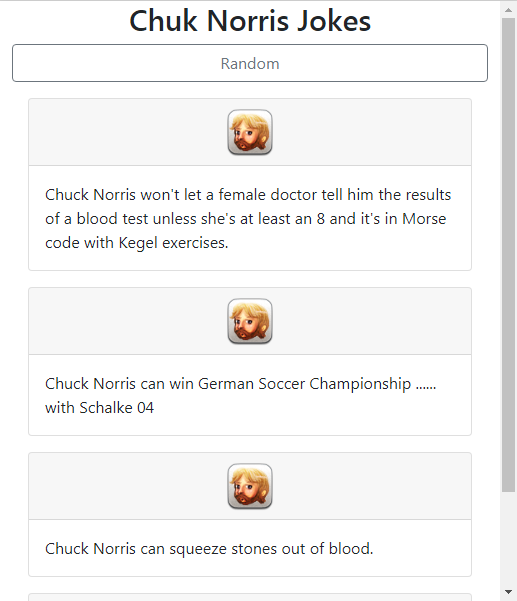 Chuk Norris Jokes
Random
Chuck Norris won't let a female doctor tell him the results
of a blood test unless she's at least an 8 and it's in Morse
code with Kegel exercises.
Chuck Norris can win German Soccer Championship ......
with Schalke 04
Chuck Norris can squeeze stones out of blood.